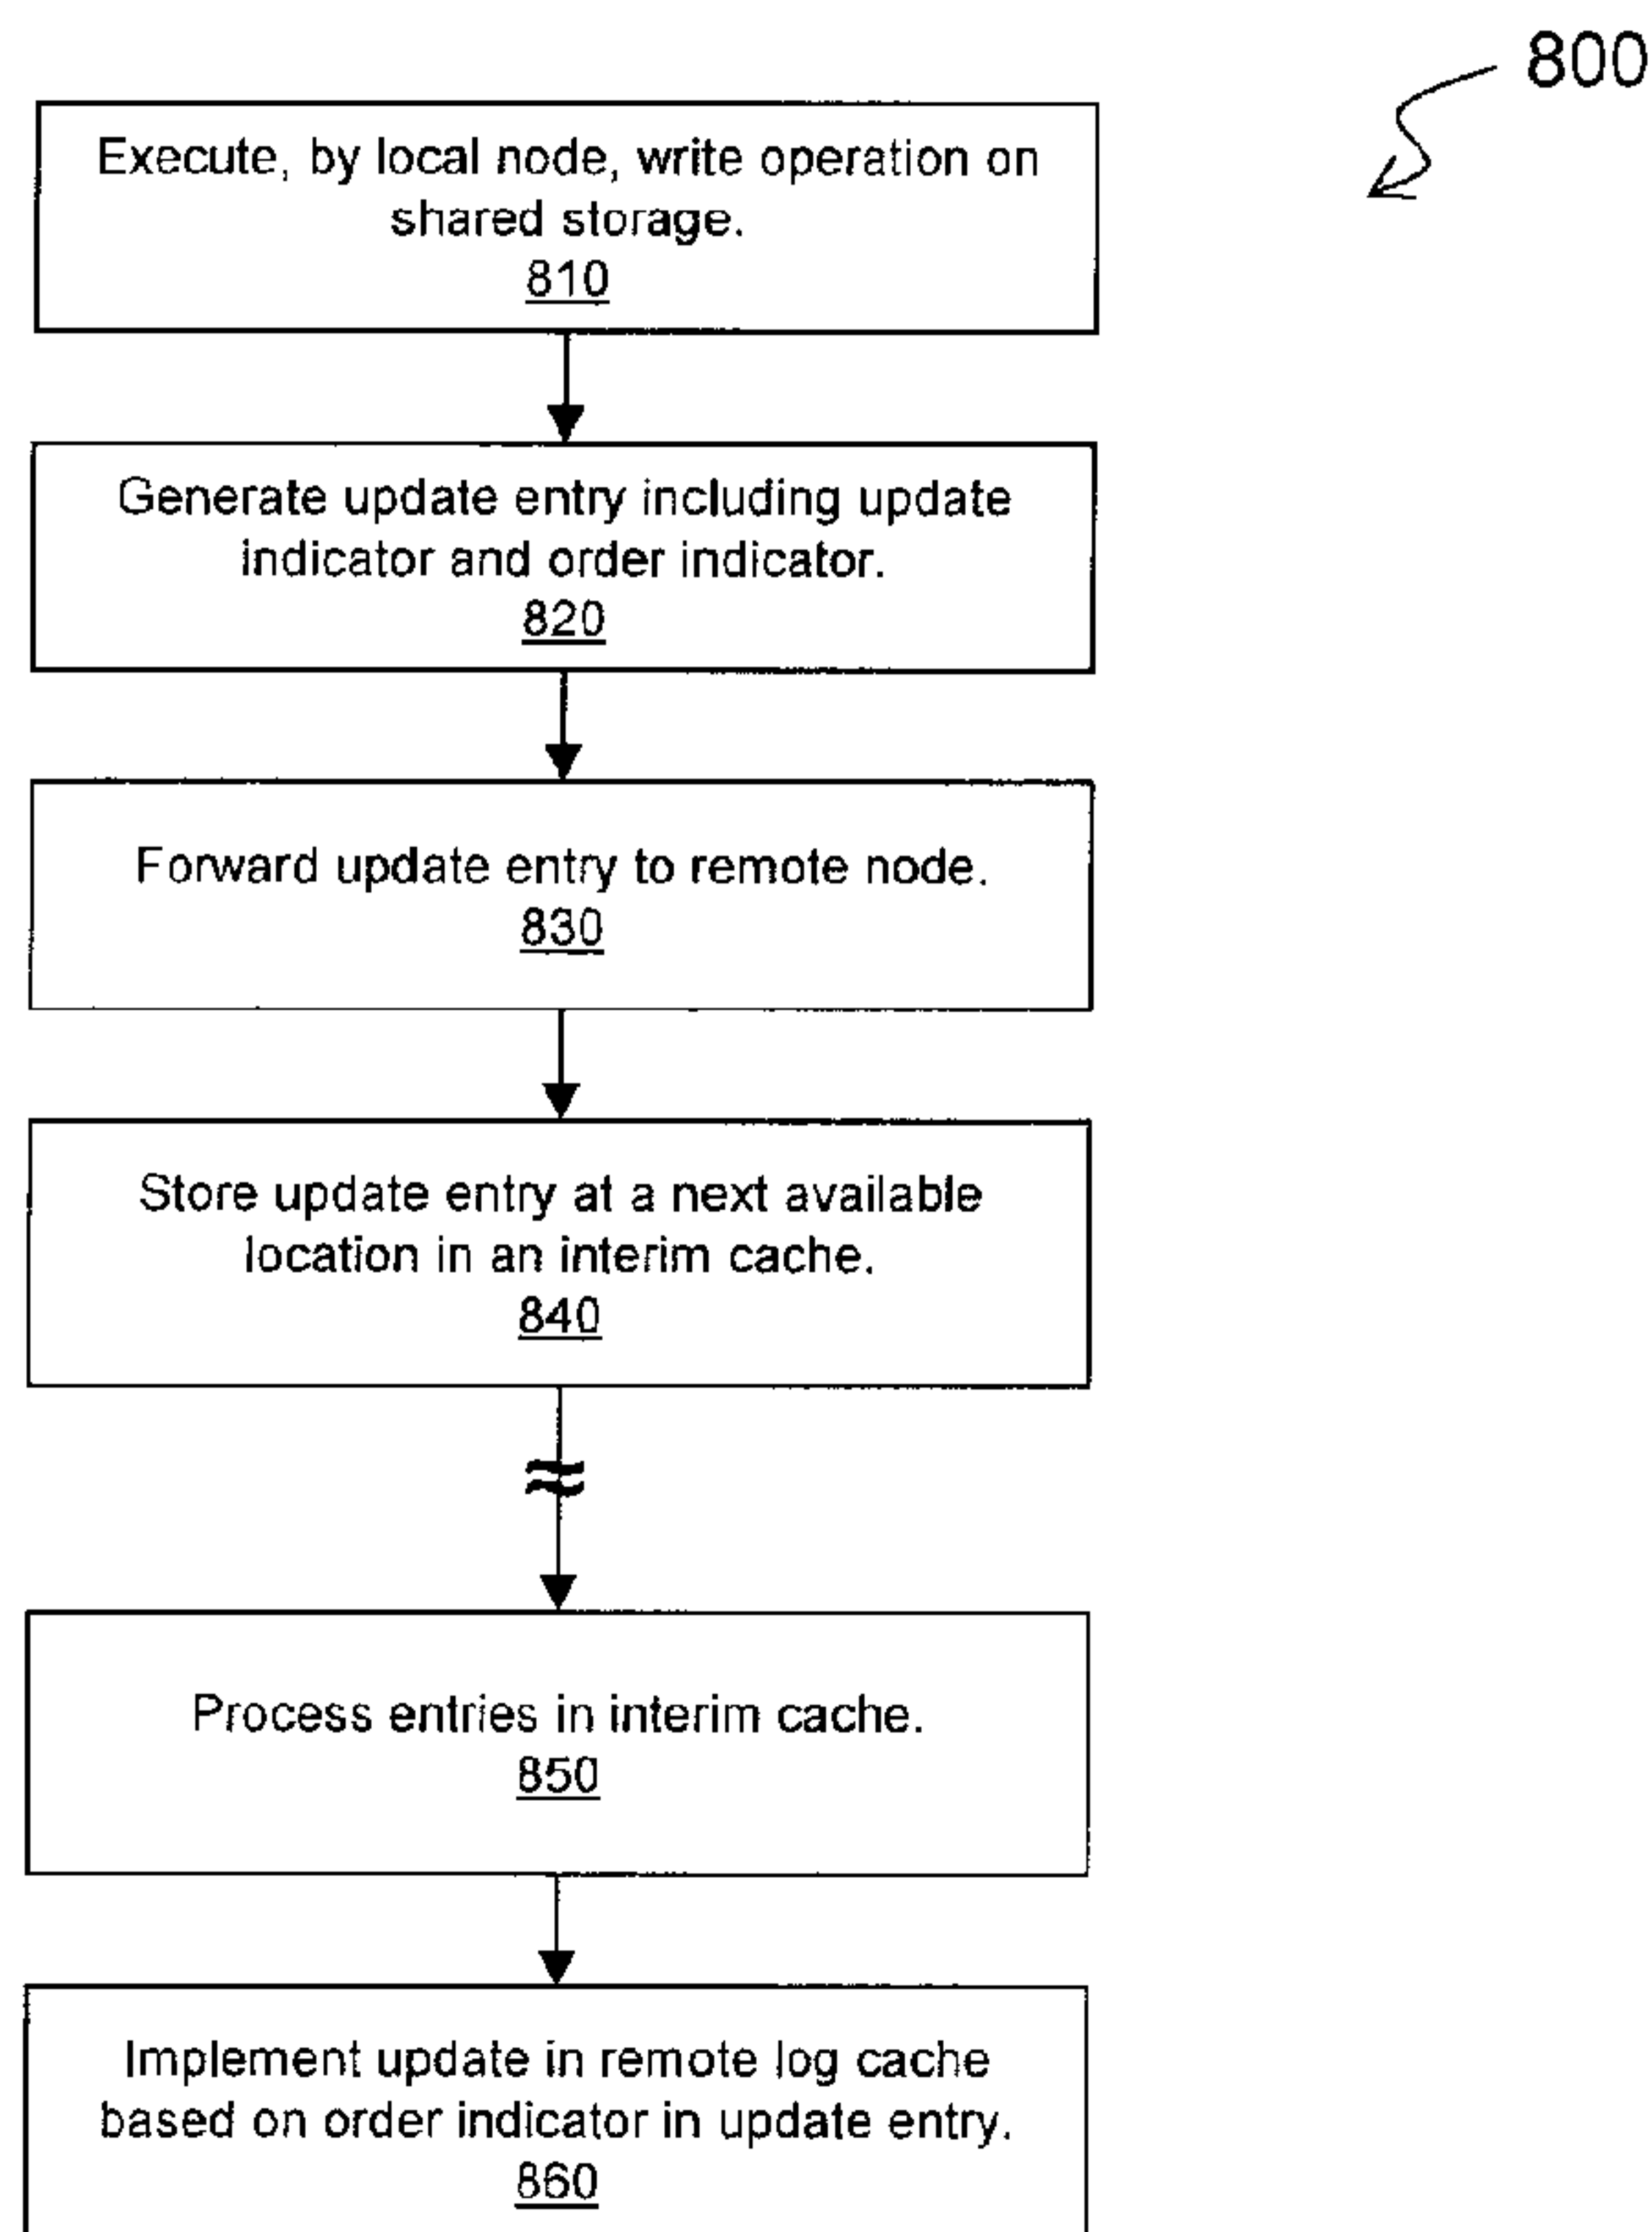 800
Execute, by local node, write operation on
shared storage.
810
Generate update entry including update
indicator and order indicator.
820
Forward update entry to remote node.
830
Store update entry at a next available
location in an interim cache.
840
Process entries in interim cache.
850
Implement update in remote log cache
based on order indicator in update entry.
860